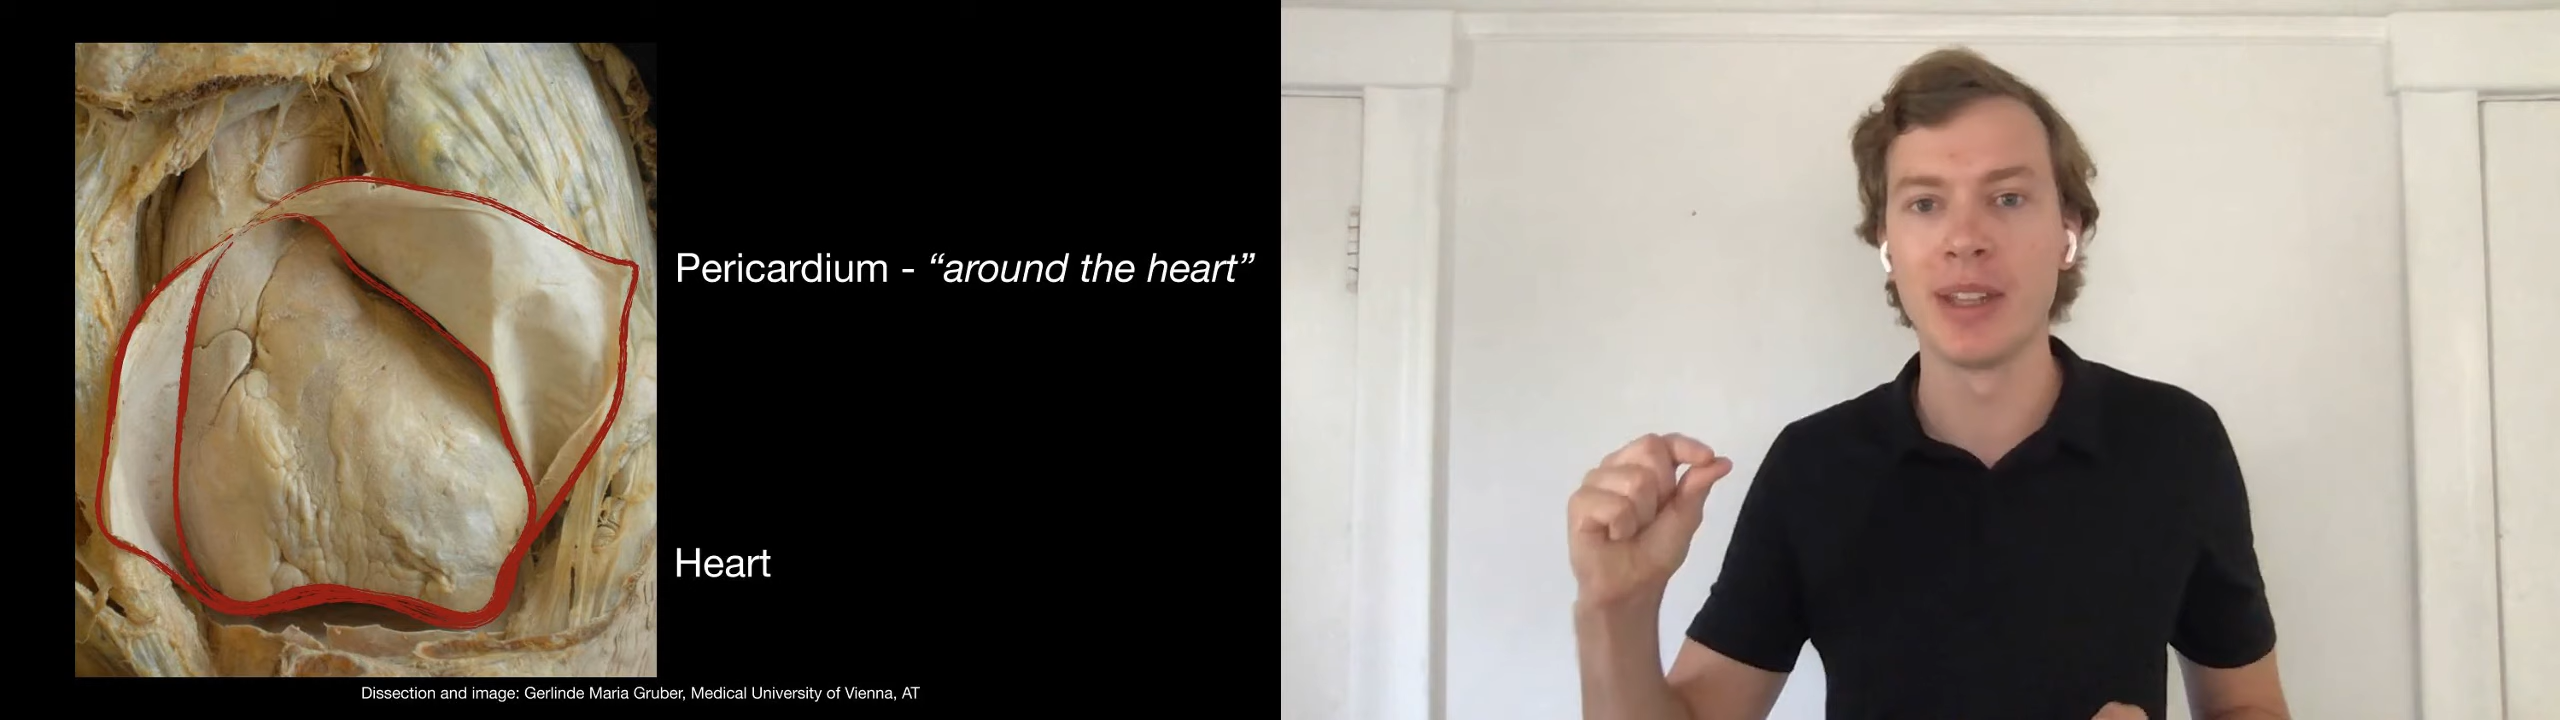 Pericardium - “around the heart”
Heart
Dissection and image: Gerlinde Maria Gruber, Medical University of Vienna, AT